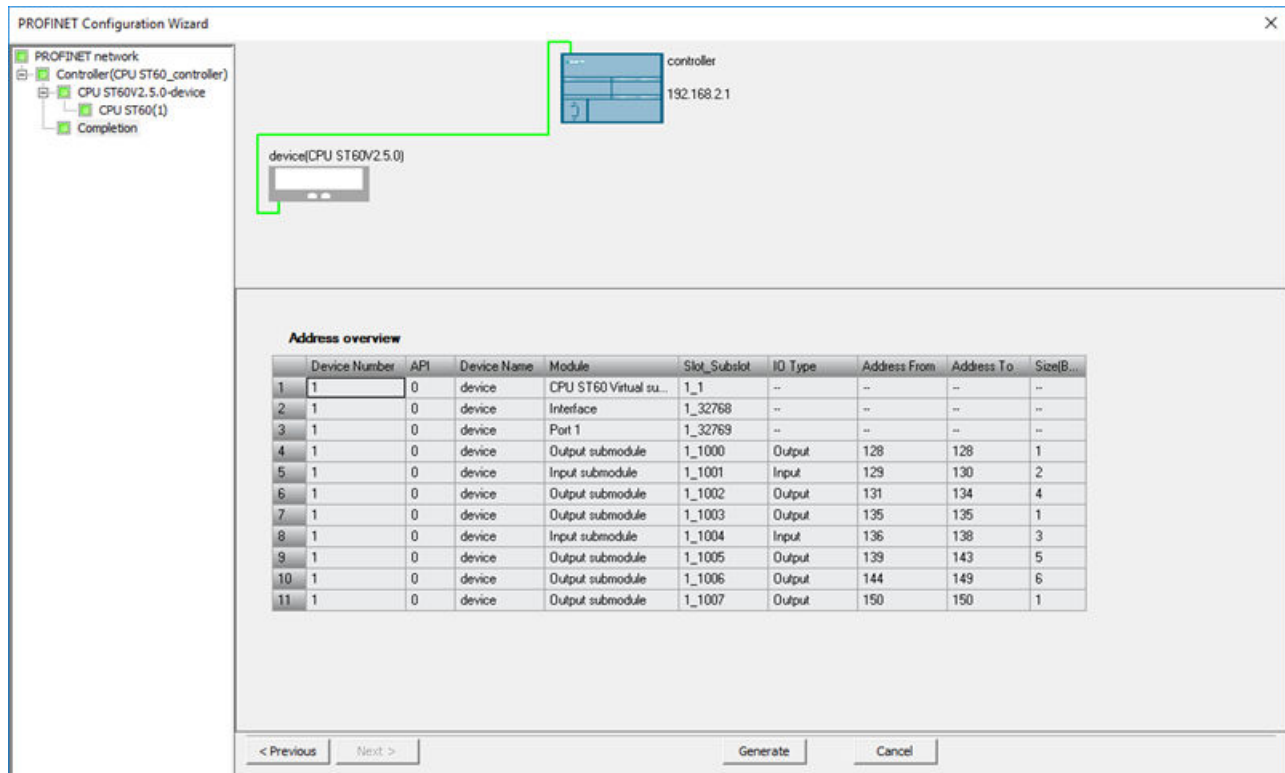 PROFINET Configuration Wizard
PROFINET network
Controller(CPU ST60_controller)
CPU ST60V2.5.0-device
CPU ST60(1)
Completion
controller
192.168.2.1
device(CPU ST60V2.5.0)
Address overview
Device Number API Device Name Module Slot_Subslot IO Type Address From Address To Size(B...
1 1 0 device CPU ST60 Virtual su... 1_1 -- -- -- --
2 1 0 device Interface 1_32768 -- -- -- --
3 1 0 device Port 1 1_32769 -- -- -- --
4 1 0 device Output submodule 1_1000 Output 128 128 1
5 1 0 device Input submodule 1_1001 Input 129 130 2
6 1 0 device Output submodule 1_1002 Output 131 134 4
7 1 0 device Output submodule 1_1003 Output 135 135 1
8 1 0 device Input submodule 1_1004 Input 136 138 3
9 1 0 device Output submodule 1_1005 Output 139 143 5
10 1 0 device Output submodule 1_1006 Output 144 149 6
11 1 0 device Output submodule 1_1007 Output 150 150 1
< Previous Next > Generate Cancel